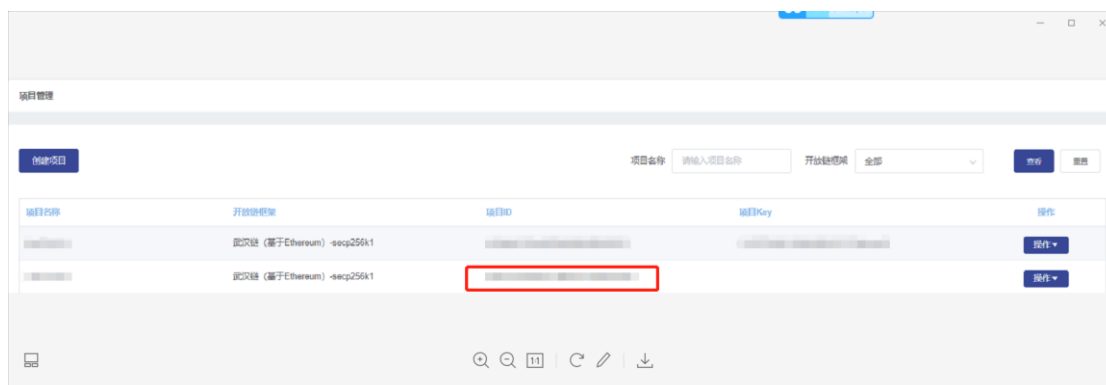 项目管理
创建项目 项目名称 请输入项目名称 开放链框架 全部 查看 重置
项目名称 开放链框架 项目ID 项目Key 操作
武汉链（基于Ethereum）-secp256k1 操作
武汉链（基于Ethereum）-secp256k1 操作
1:1